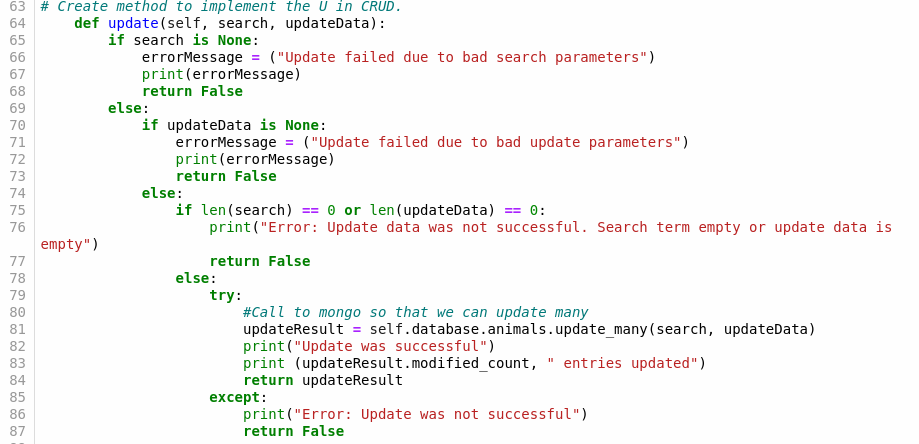 63 # Create method to implement the U in CRUD.
64     def update(self, search, updateData):
65         if search is None:
66             errorMessage = ("Update failed due to bad search parameters")
67             print(errorMessage)
68             return False
69         else:
70             if updateData is None:
71                 errorMessage = ("Update failed due to bad update parameters")
72                 print(errorMessage)
73                 return False
74             else:
75                 if len(search) == 0 or len(updateData) == 0:
76                     print("Error: Update data was not successful. Search term empty or update data is
empty")
77                     return False
78                 else:
79                     try:
80                         #Call to mongo so that we can update many
81                         updateResult = self.database.animals.update_many(search, updateData)
82                         print("Update was successful")
83                         print (updateResult.modified_count, " entries updated")
84                         return updateResult
85                     except:
86                         print("Error: Update was not successful")
87                         return False